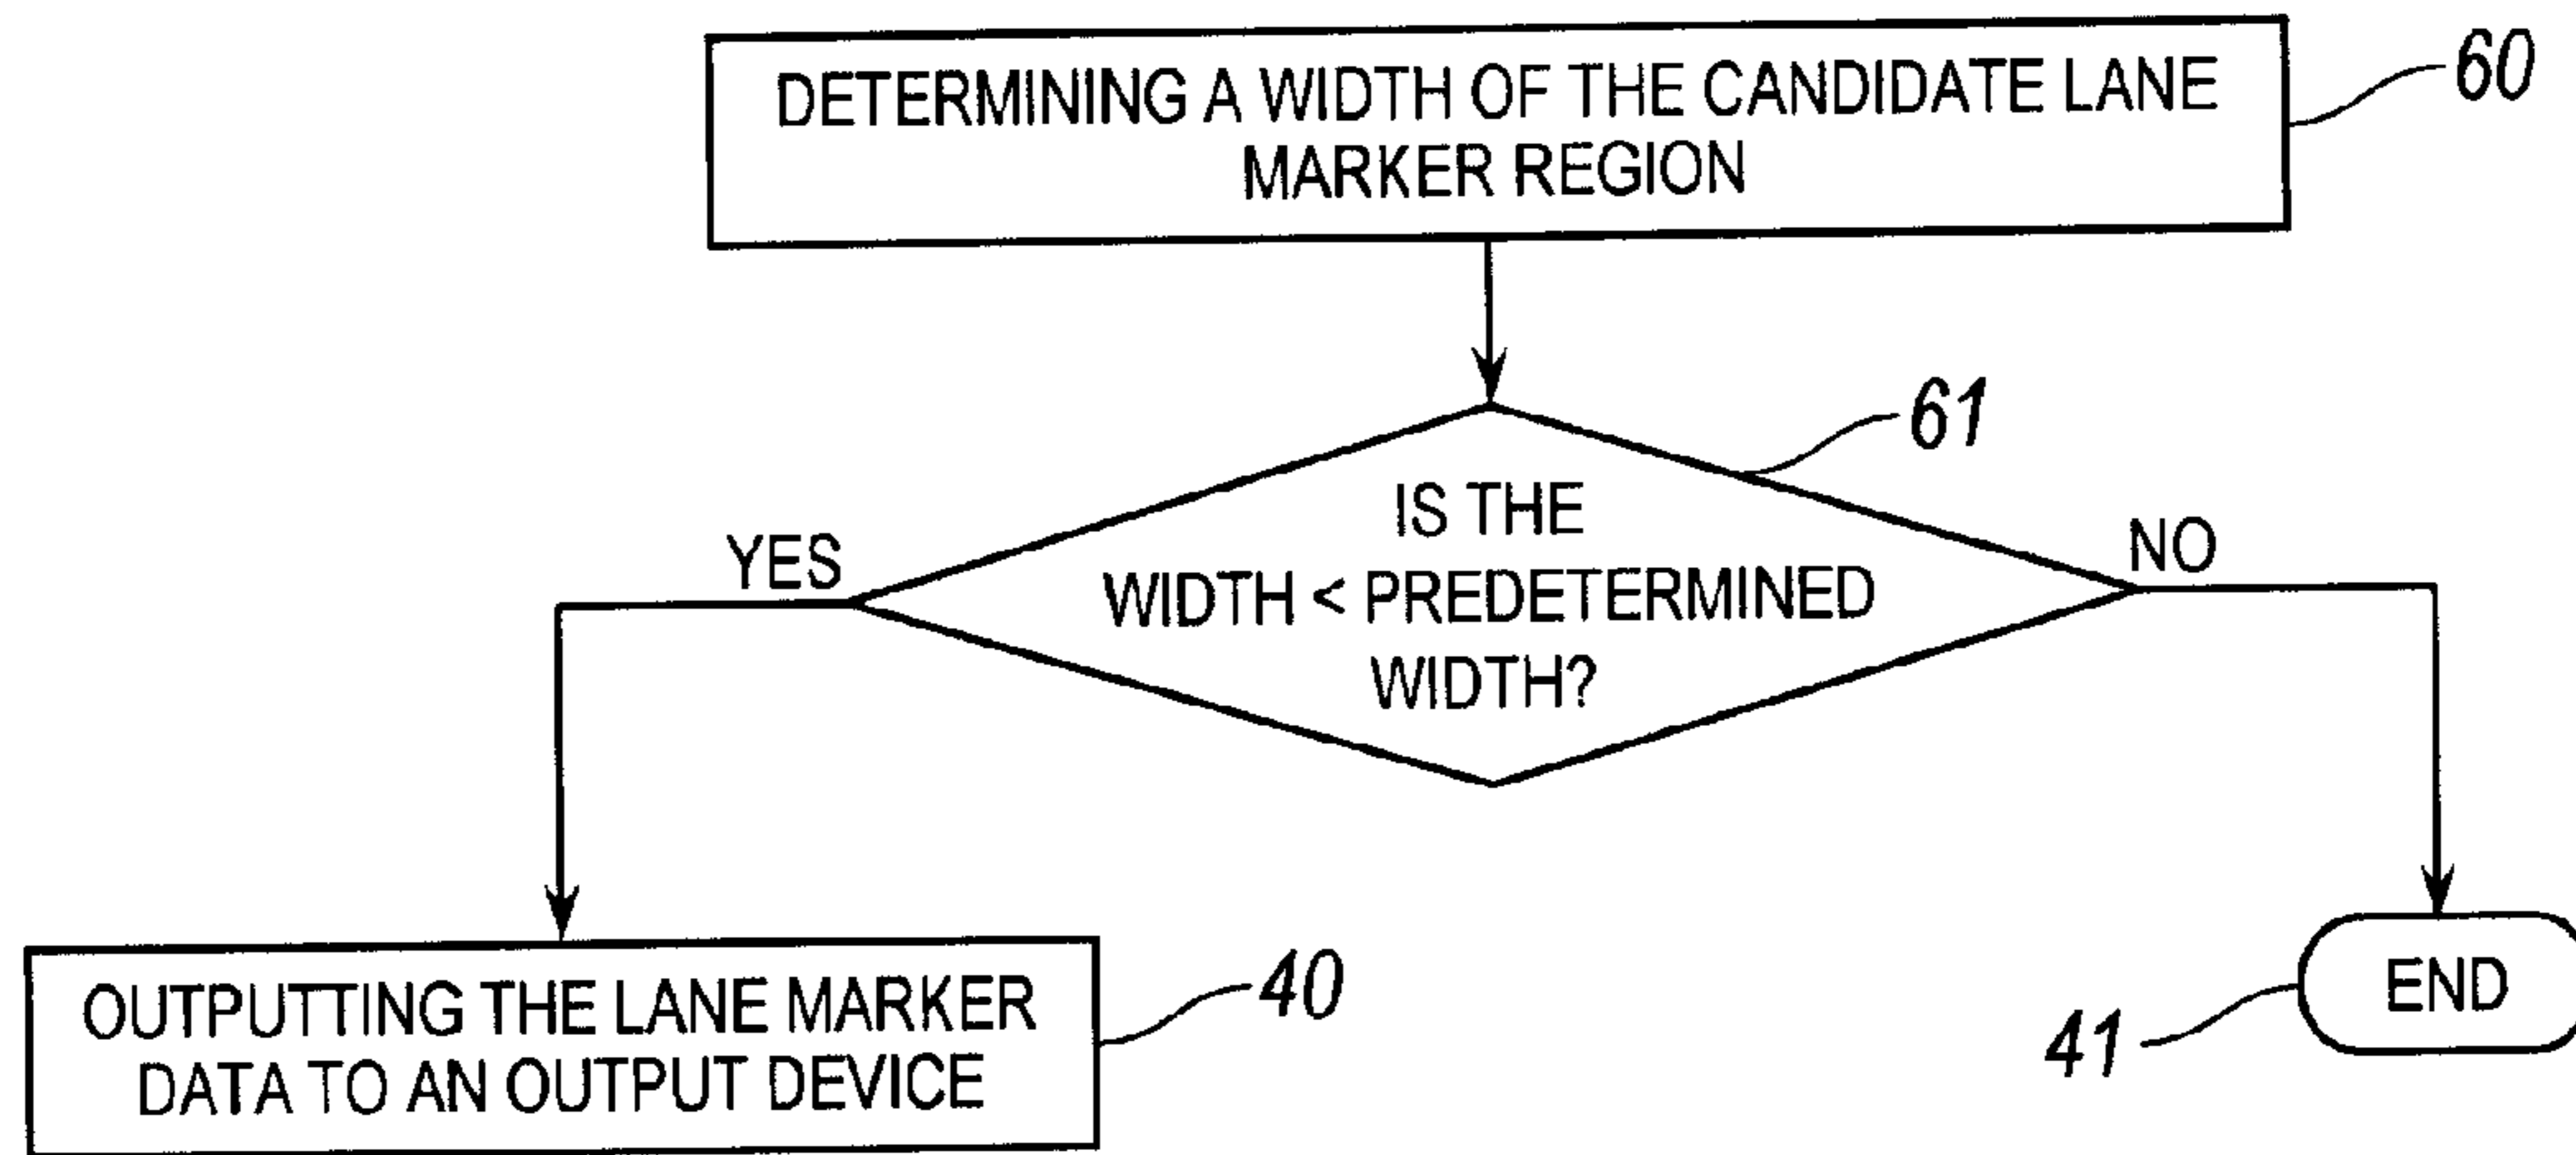 DETERMINING A WIDTH OF THE CANDIDATE LANE
MARKER REGION
60
61
IS THE
WIDTH < PREDETERMINED
WIDTH?
YES
NO
OUTPUTTING THE LANE MARKER
DATA TO AN OUTPUT DEVICE
40
END
41